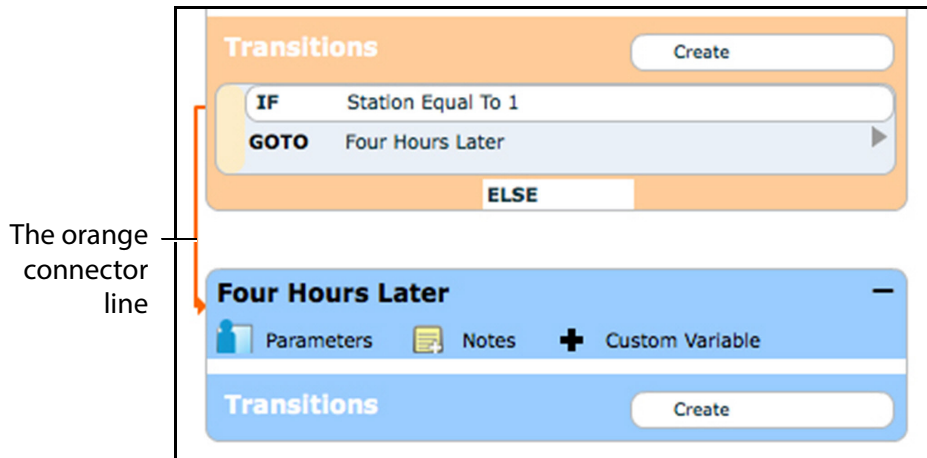 Transitions
Create
IF Station Equal To 1
GOTO Four Hours Later
ELSE
The orange
connector
line
Four Hours Later
Parameters Notes Custom Variable
Transitions
Create